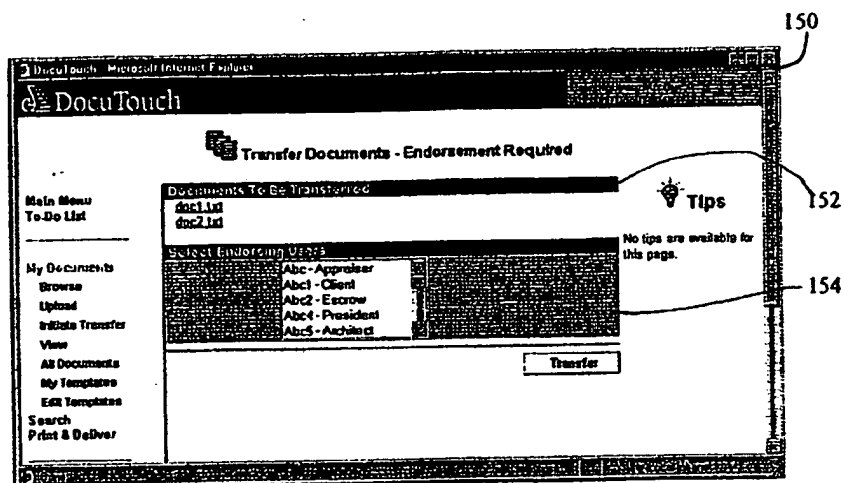 150
DocuTouch - Microsoft Internet Explorer
DocuTouch
Transfer Documents - Endorsement Required
Documents To Be Transferred
doc1.txt
doc2.txt
152
Tips
No tips are available for
this page.
Main Menu
To-Do List
Select Endorsing Users
Abc - Appraiser
Abc1 - Client
Abc2 - Escrow
Abc4 - President
Abc5 - Architect
154
Transfer
My Documents
Browse
Upload
Initiate Transfer
View
All Documents
My Templates
Edit Templates
Search
Print & Deliver